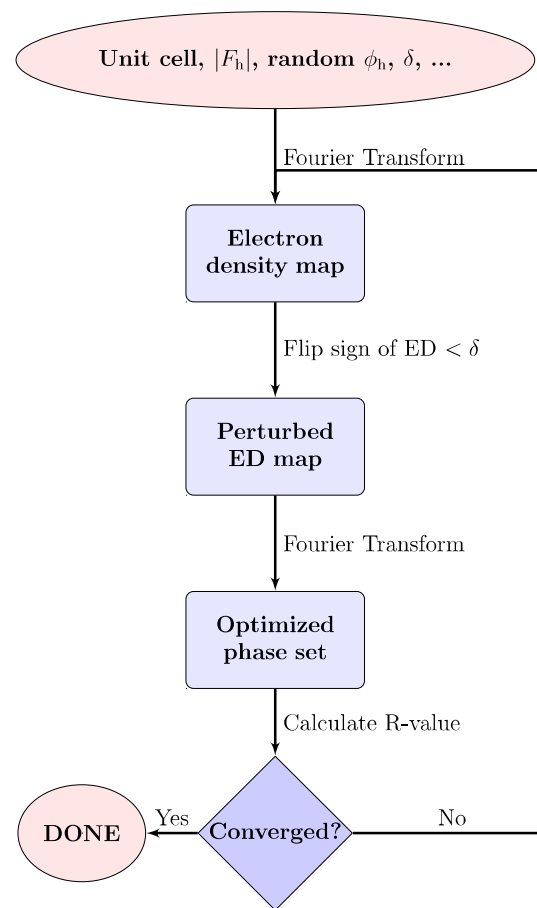 Unit cell, |F_h|, random ϕ_h, δ, ...
Fourier Transform
Electron
density map
Flip sign of ED < δ
Perturbed
ED map
Fourier Transform
Optimized
phase set
Calculate R-value
DONE
Yes
Converged?
No